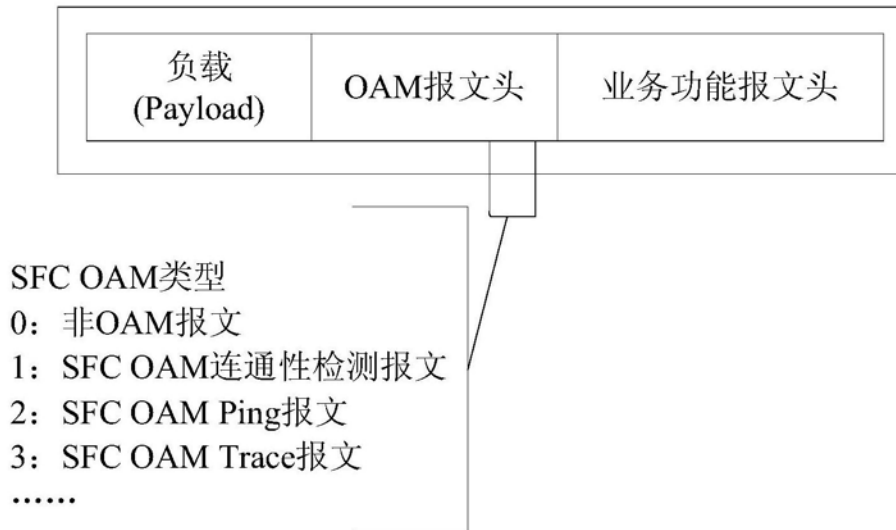 负载
(Payload)
OAM报文头
业务功能报文头
SFC OAM类型
0：非OAM报文
1：SFC OAM连通性检测报文
2：SFC OAM Ping报文
3：SFC OAM Trace报文
……